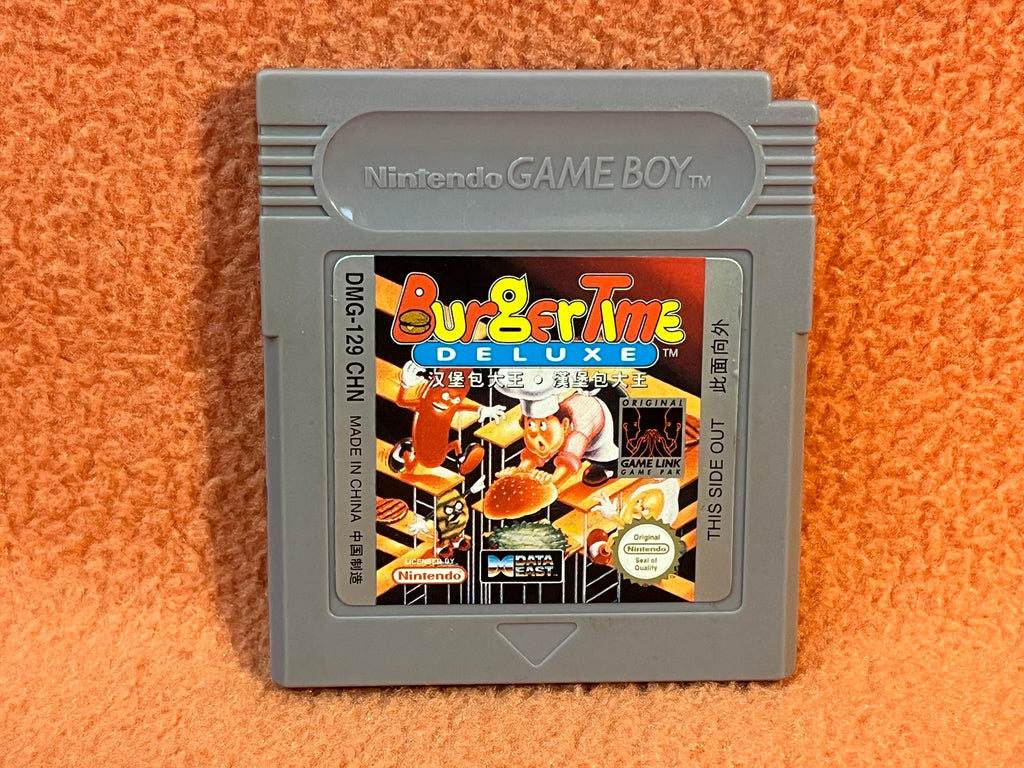 Nintendo GAME BOY TM
DMG-129 CHN MADE IN CHINA 中国制造
BurgerTime
DELUXE TM
汉堡包大王・漢堡包大王
ORIGINAL
GAME LINK
GAME PAK
LICENSED BY
Nintendo
DATA
EAST
Original
Nintendo
Seal of
Quality
THIS SIDE OUT 此面向外